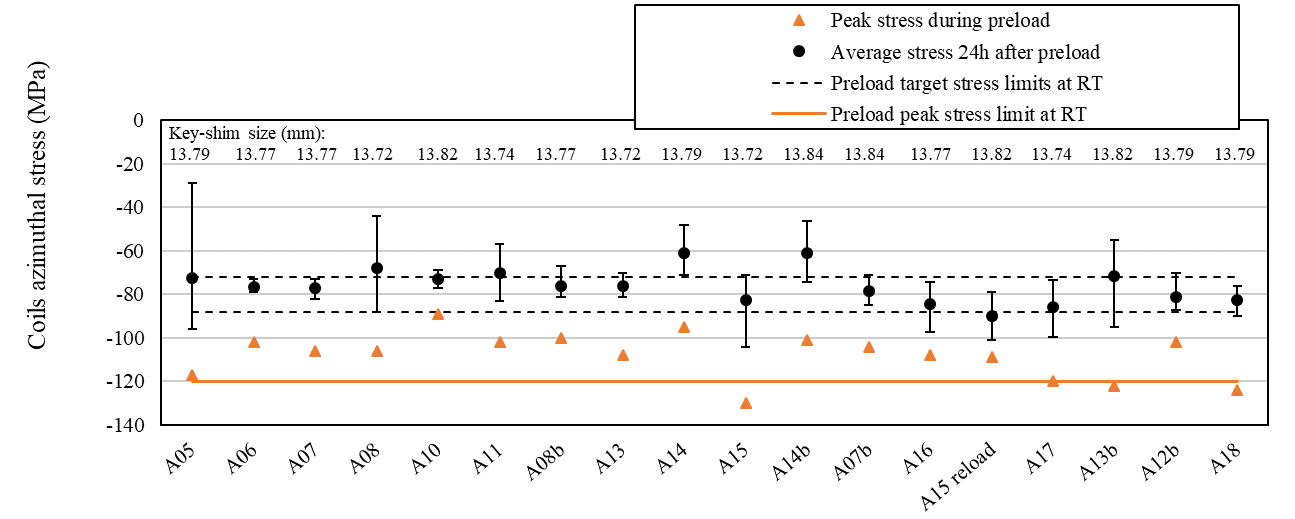 Peak stress during preload
Average stress 24h after preload
Preload target stress limits at RT
Preload peak stress limit at RT
Coils azimuthal stress (MPa)
0
-20
-40
-60
-80
-100
-120
-140
Key-shim size (mm):
13.79 13.77 13.77 13.72 13.82 13.74 13.77 13.72 13.79 13.72 13.84 13.84 13.77 13.82 13.74 13.82 13.79 13.79
A05 A06 A07 A08 A10 A11 A08b A13 A14 A15 A14b A07b A16 A15 reload A17 A13b A12b A18